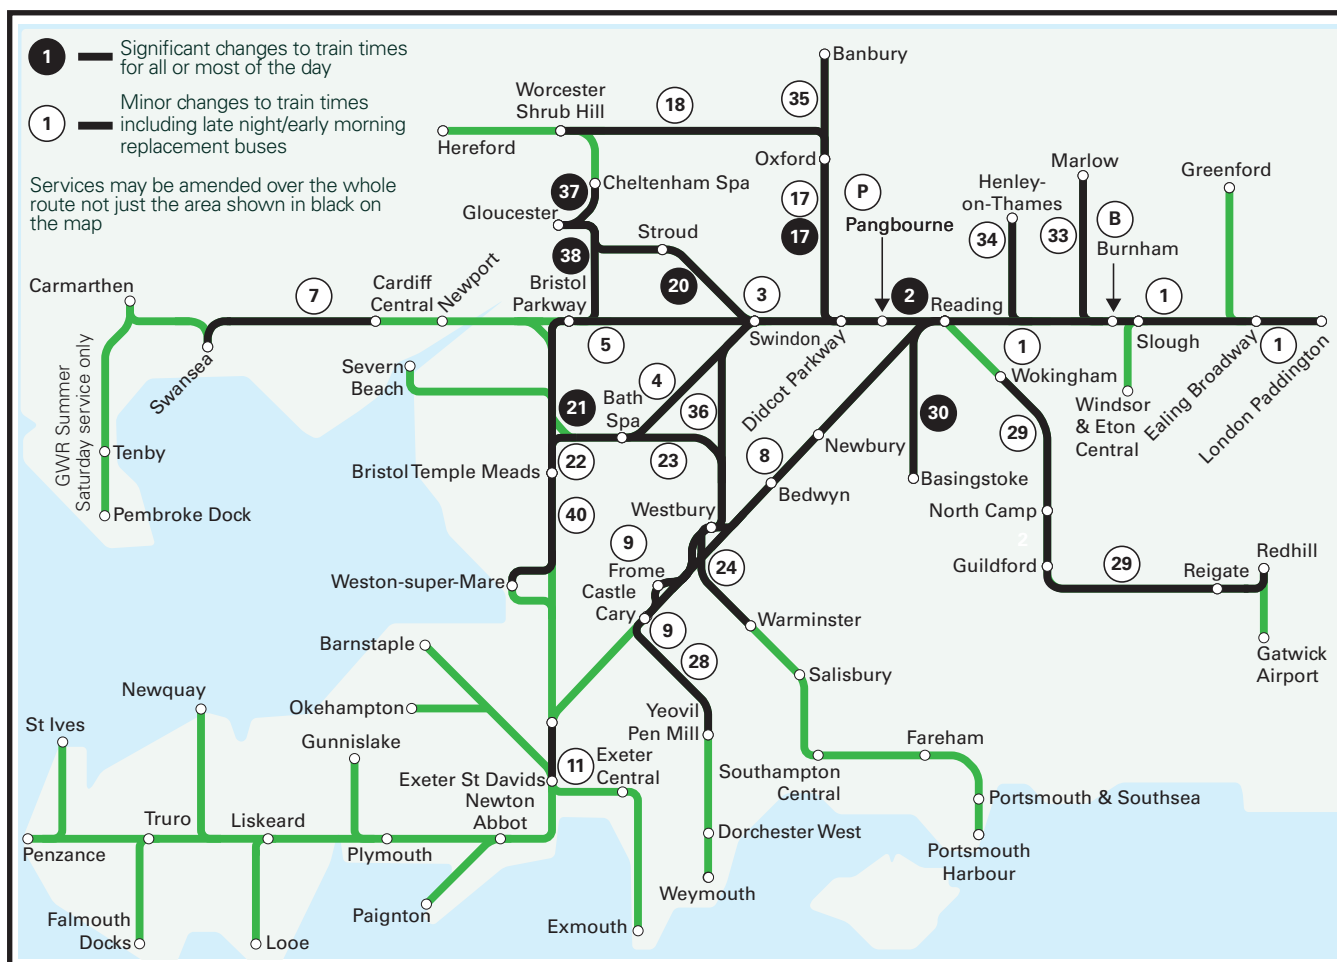 1 Significant changes to train times
for all or most of the day
1 Minor changes to train times
including late night/early morning
replacement buses
Services may be amended over the whole
route not just the area shown in black on
the map
Banbury
35
Worcester
Shrub Hill
18
Hereford
Oxford
Marlow
Greenford
Cheltenham Spa
37
Henley-
on-Thames
17
P
Gloucester
Stroud
17
Pangbourne
34
33
B
Burnham
38
20
Carmarthen
7
Cardiff
Central
Newport
Bristol
Parkway
3
2
Reading
1
Swansea
5
Swindon
Didcot Parkway
1
Slough
Ealing Broadway
1
London Paddington
GWR Summer
Saturday service only
Severn
Beach
4
Wokingham
21
Bath
Spa
36
30
29
Windsor
& Eton
Central
Tenby
Newbury
Bristol Temple Meads
22
23
8
Bedwyn
Basingstoke
Pembroke Dock
40
Westbury
North Camp
2
9
Frome
24
Guildford
29
Reigate
Redhill
Weston-super-Mare
Castle
Cary
9
Warminster
Gatwick
Airport
Barnstaple
28
Salisbury
Newquay
Okehampton
Yeovil
Pen Mill
St Ives
Gunnislake
Fareham
11
Exeter
Central
Exeter St Davids
Southampton
Central
Newton
Abbot
Portsmouth & Southsea
Truro
Liskeard
Dorchester West
Penzance
Plymouth
Portsmouth
Harbour
Weymouth
Paignton
Falmouth
Docks
Looe
Exmouth